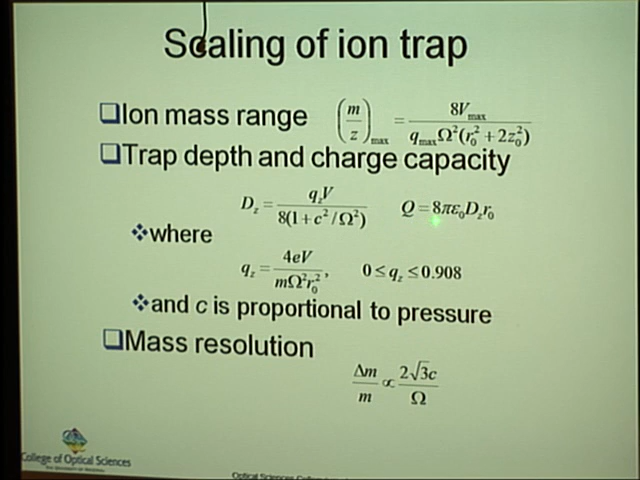 Scaling of ion trap
❑Ion mass range (m/z)max = 8Vmax / qmaxΩ²(r₀² + 2z₀²)
❑Trap depth and charge capacity
Dz = qzV / 8(1 + c² / Ω²) Q = 8πε₀Dzr₀
❖where
qz = 4eV / mΩ²r₀², 0 ≤ qz ≤ 0.908
❖and c is proportional to pressure
❑Mass resolution
Δm/m ∝ 2√3c / Ω
College of Optical Sciences
Optical Sciences